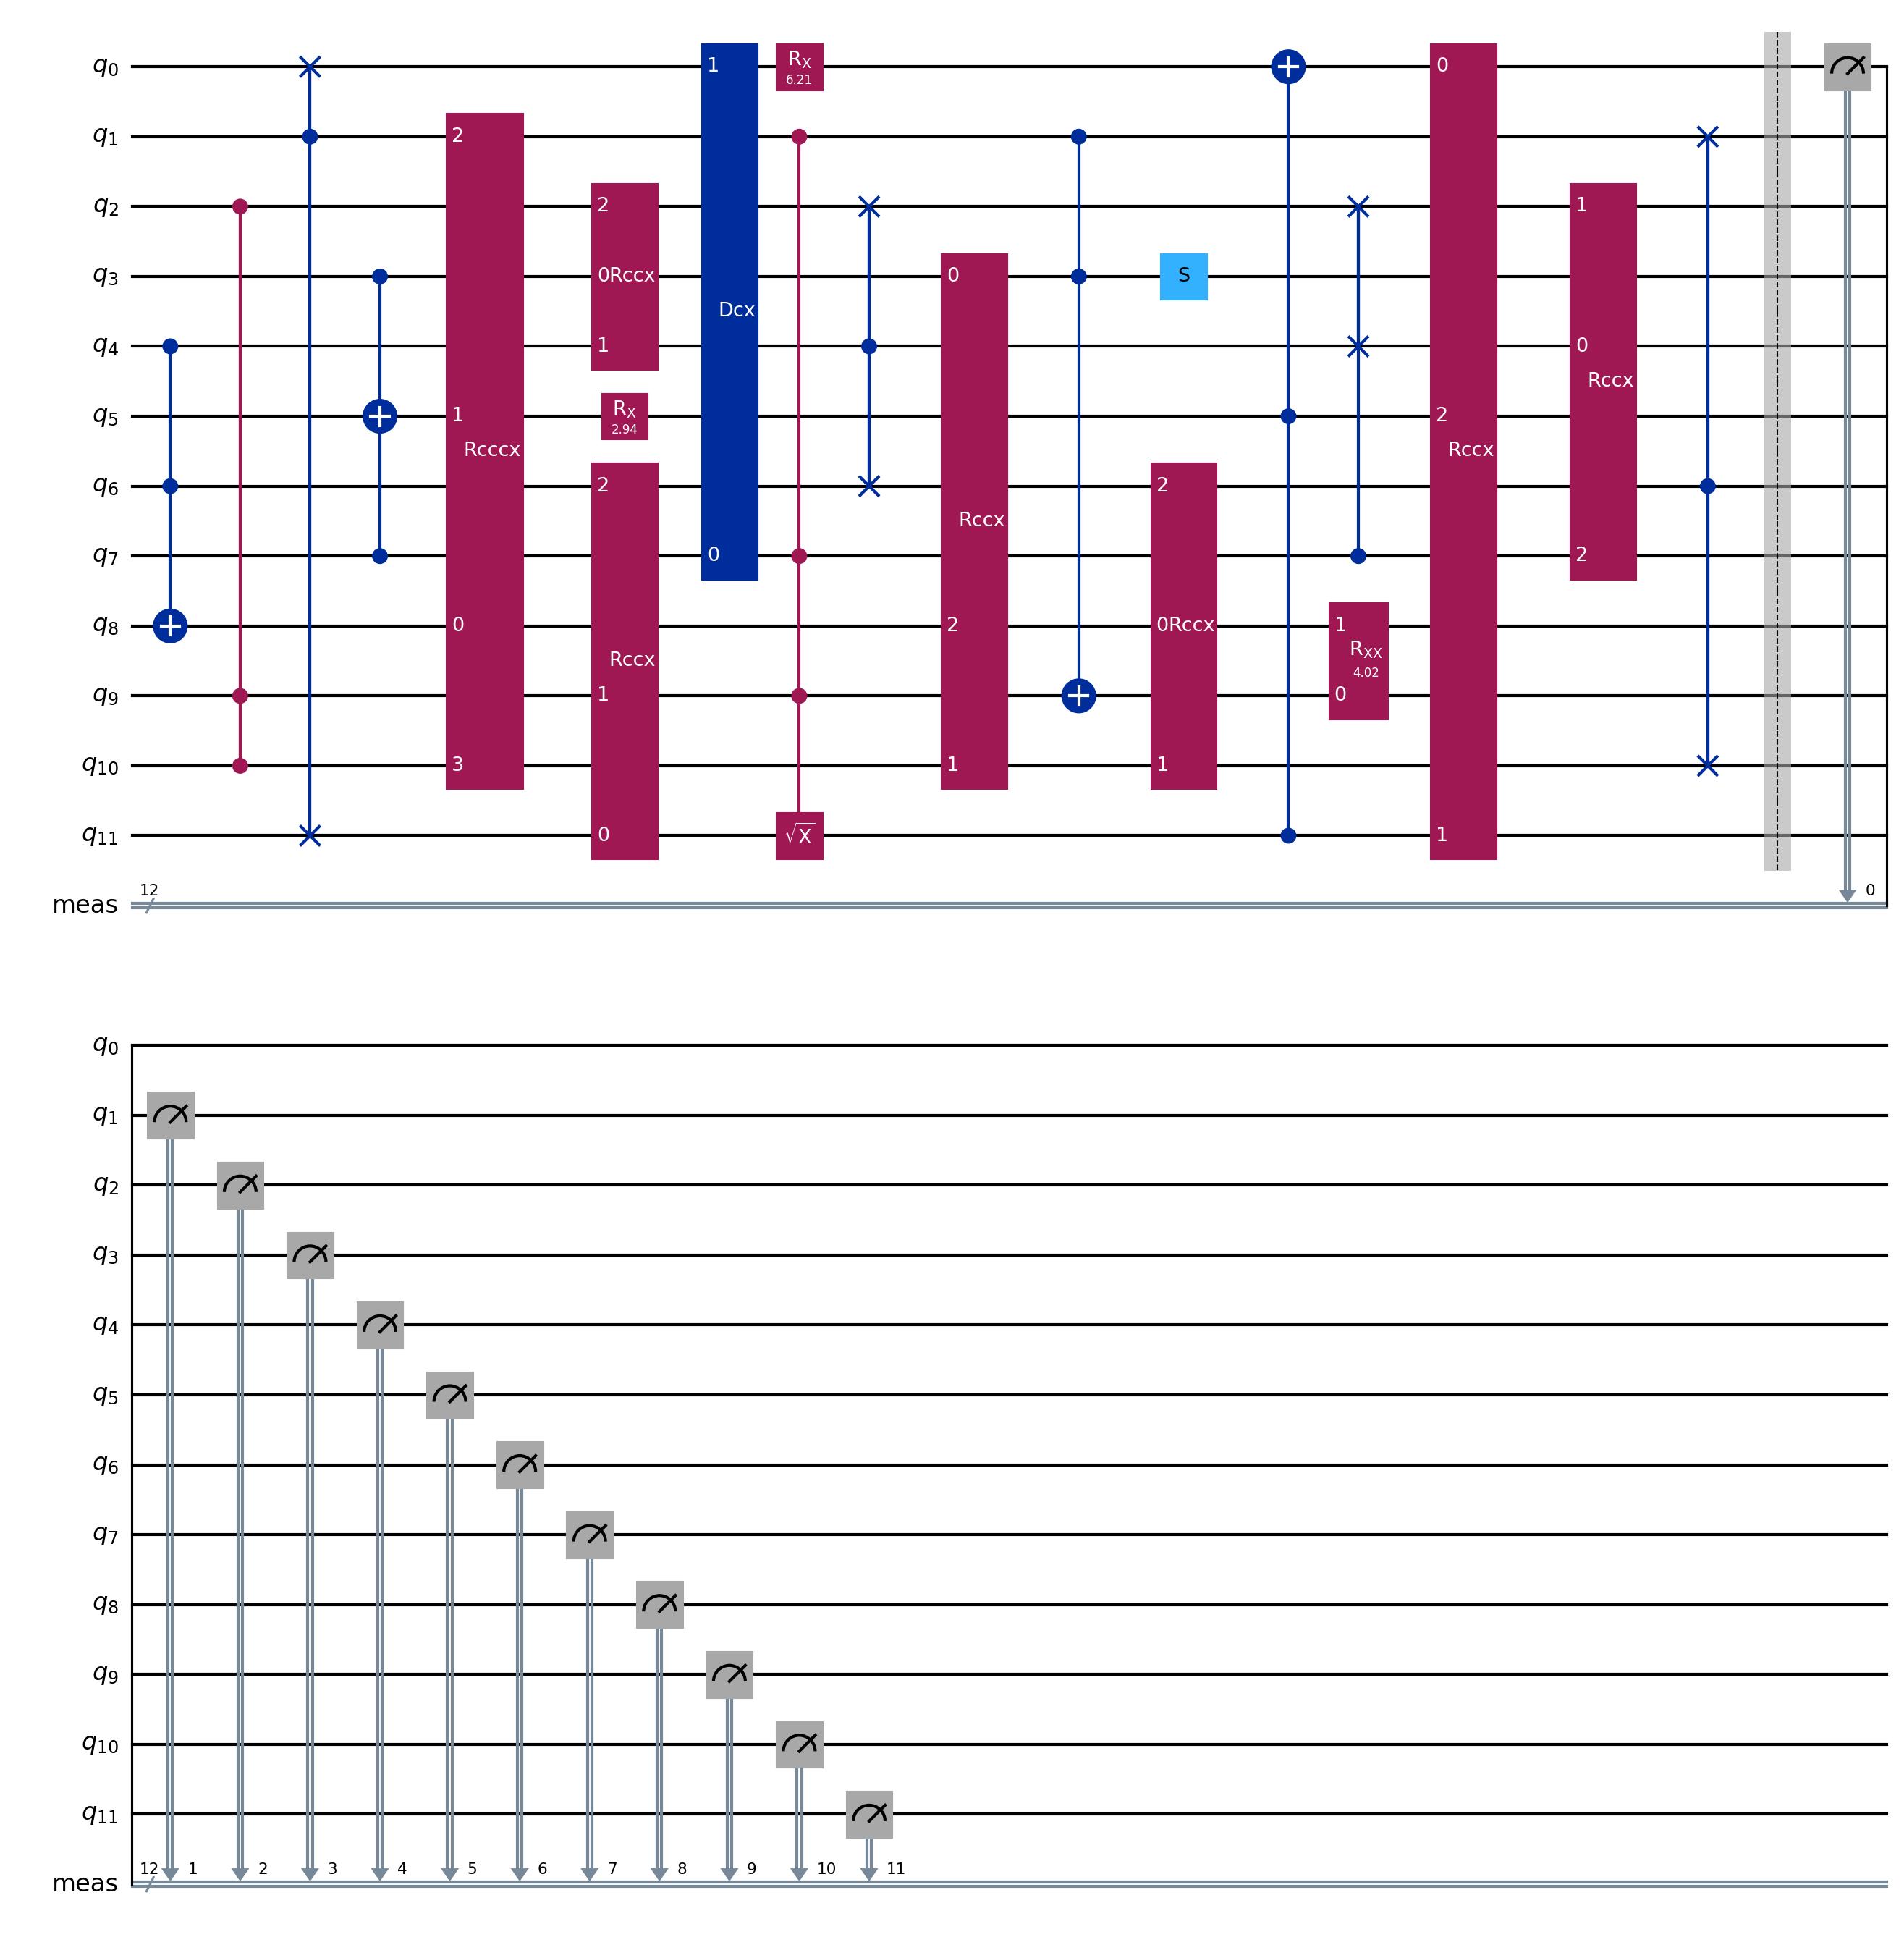 q0 1 RX 6.21 0
q1 2
q2 2 1
q3 0Rccx 0 S
Dcx
q4 1 0
Rccx
q5 1 RX 2.94 2
Rcccx Rccx
q6 2 2
Rccx
q7 0 2
q8 0 2 0Rccx 1
Rccx RXX 4.02
q9 1 0
q10 3 1 1
q11 0 √X 1
12 0
meas
q0
q1
q2
q3
q4
q5
q6
q7
q8
q9
q10
q11
12 1 2 3 4 5 6 7 8 9 10 11
meas